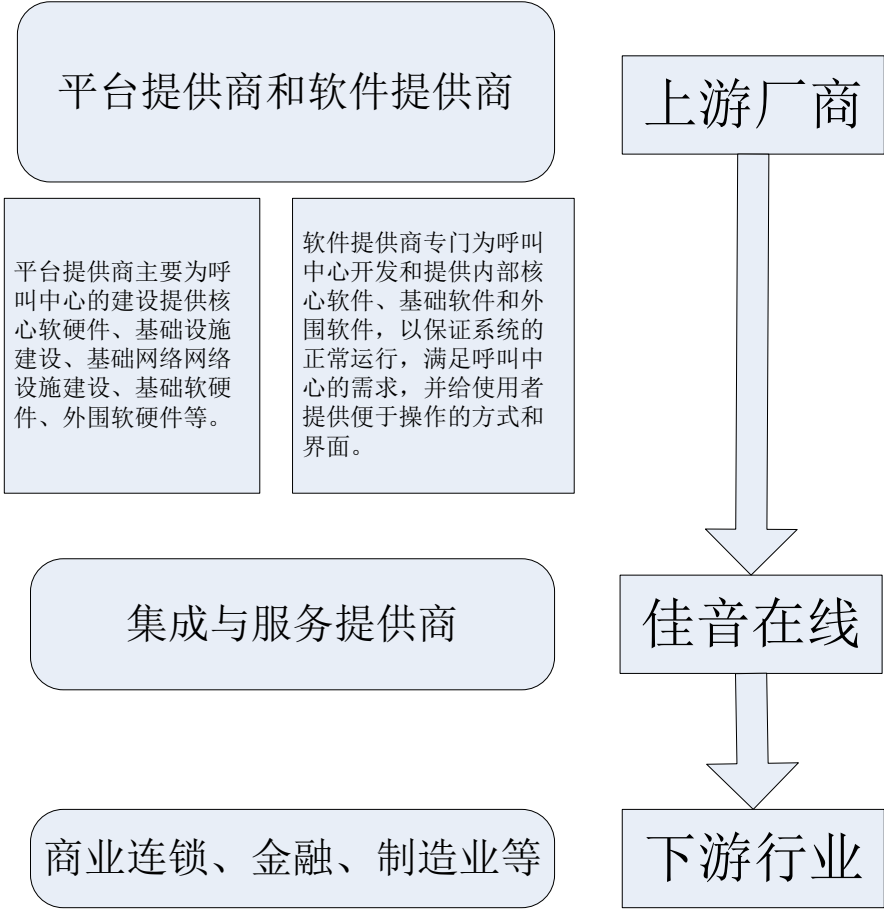 平台提供商和软件提供商
上游厂商
平台提供商主要为呼
叫中心的建设提供核
心软硬件、基础设施
建设、基础网络网络
设施建设、基础软硬
件、外围软硬件等。
软件提供商专门为呼叫
中心开发和提供内部核
心软件、基础软件和外
围软件，以保证系统的
正常运行，满足呼叫中
心的需求，并给使用者
提供便于操作的方式和
界面。
集成与服务提供商
佳音在线
商业连锁、金融、制造业等
下游行业